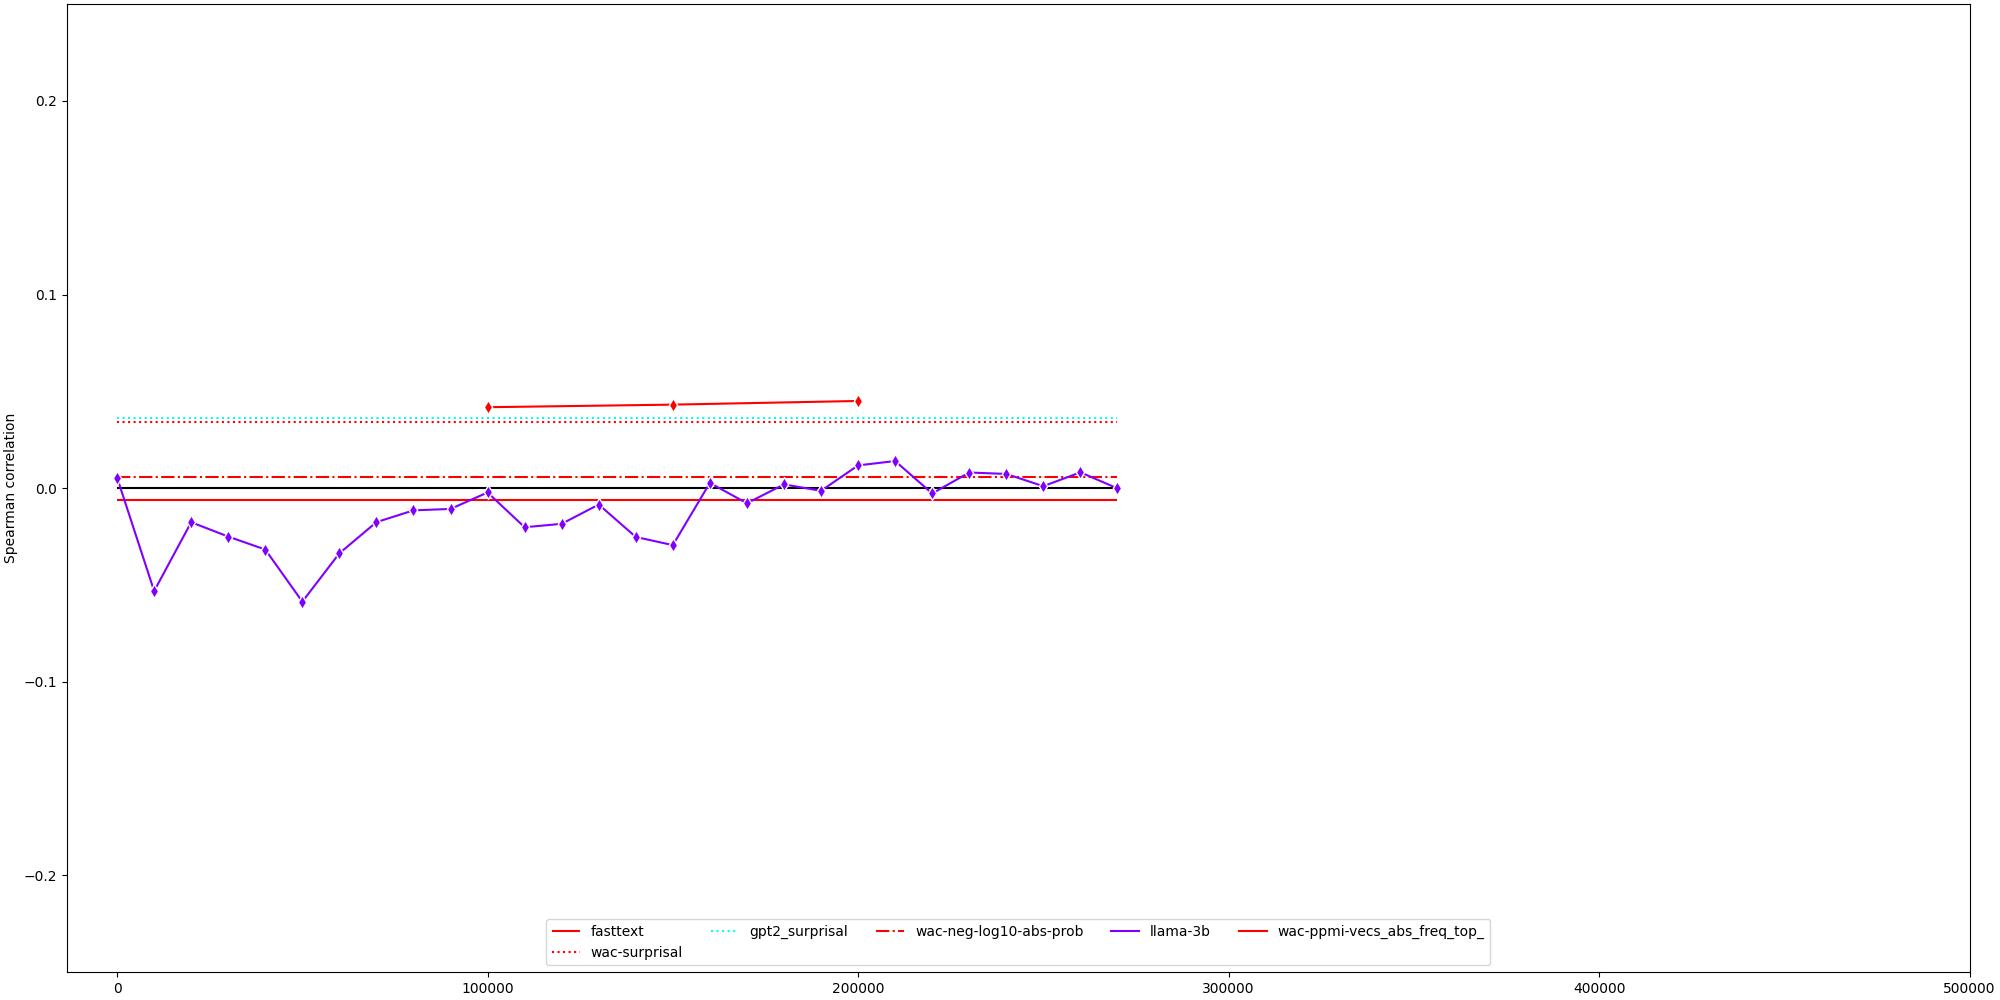 0.2
0.1
0.0
−0.1
−0.2
Spearman correlation
fasttext
wac-surprisal
gpt2_surprisal
wac-neg-log10-abs-prob
llama-3b
wac-ppmi-vecs_abs_freq_top_
0 100000 200000 300000 400000 500000